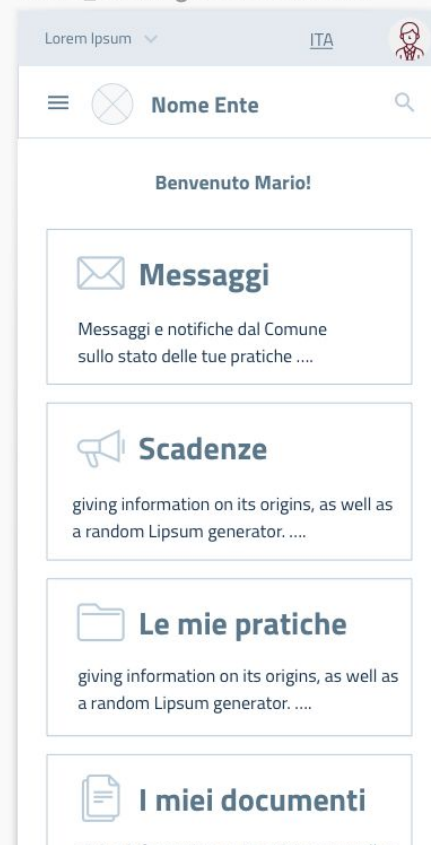 Lorem Ipsum
ITA
Nome Ente
Benvenuto Mario!
Messaggi
Messaggi e notifiche dal Comune
sullo stato delle tue pratiche ....
Scadenze
giving information on its origins, as well as
a random Lipsum generator. ....
Le mie pratiche
giving information on its origins, as well as
a random Lipsum generator. ....
I miei documenti